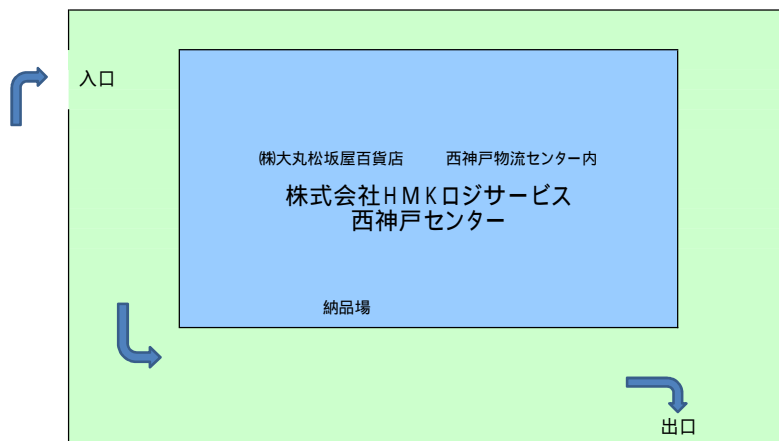 入口
㈱大丸松坂屋百貨店　　西神戸物流センター内
株式会社HMKロジサービス
西神戸センター
納品場
出口